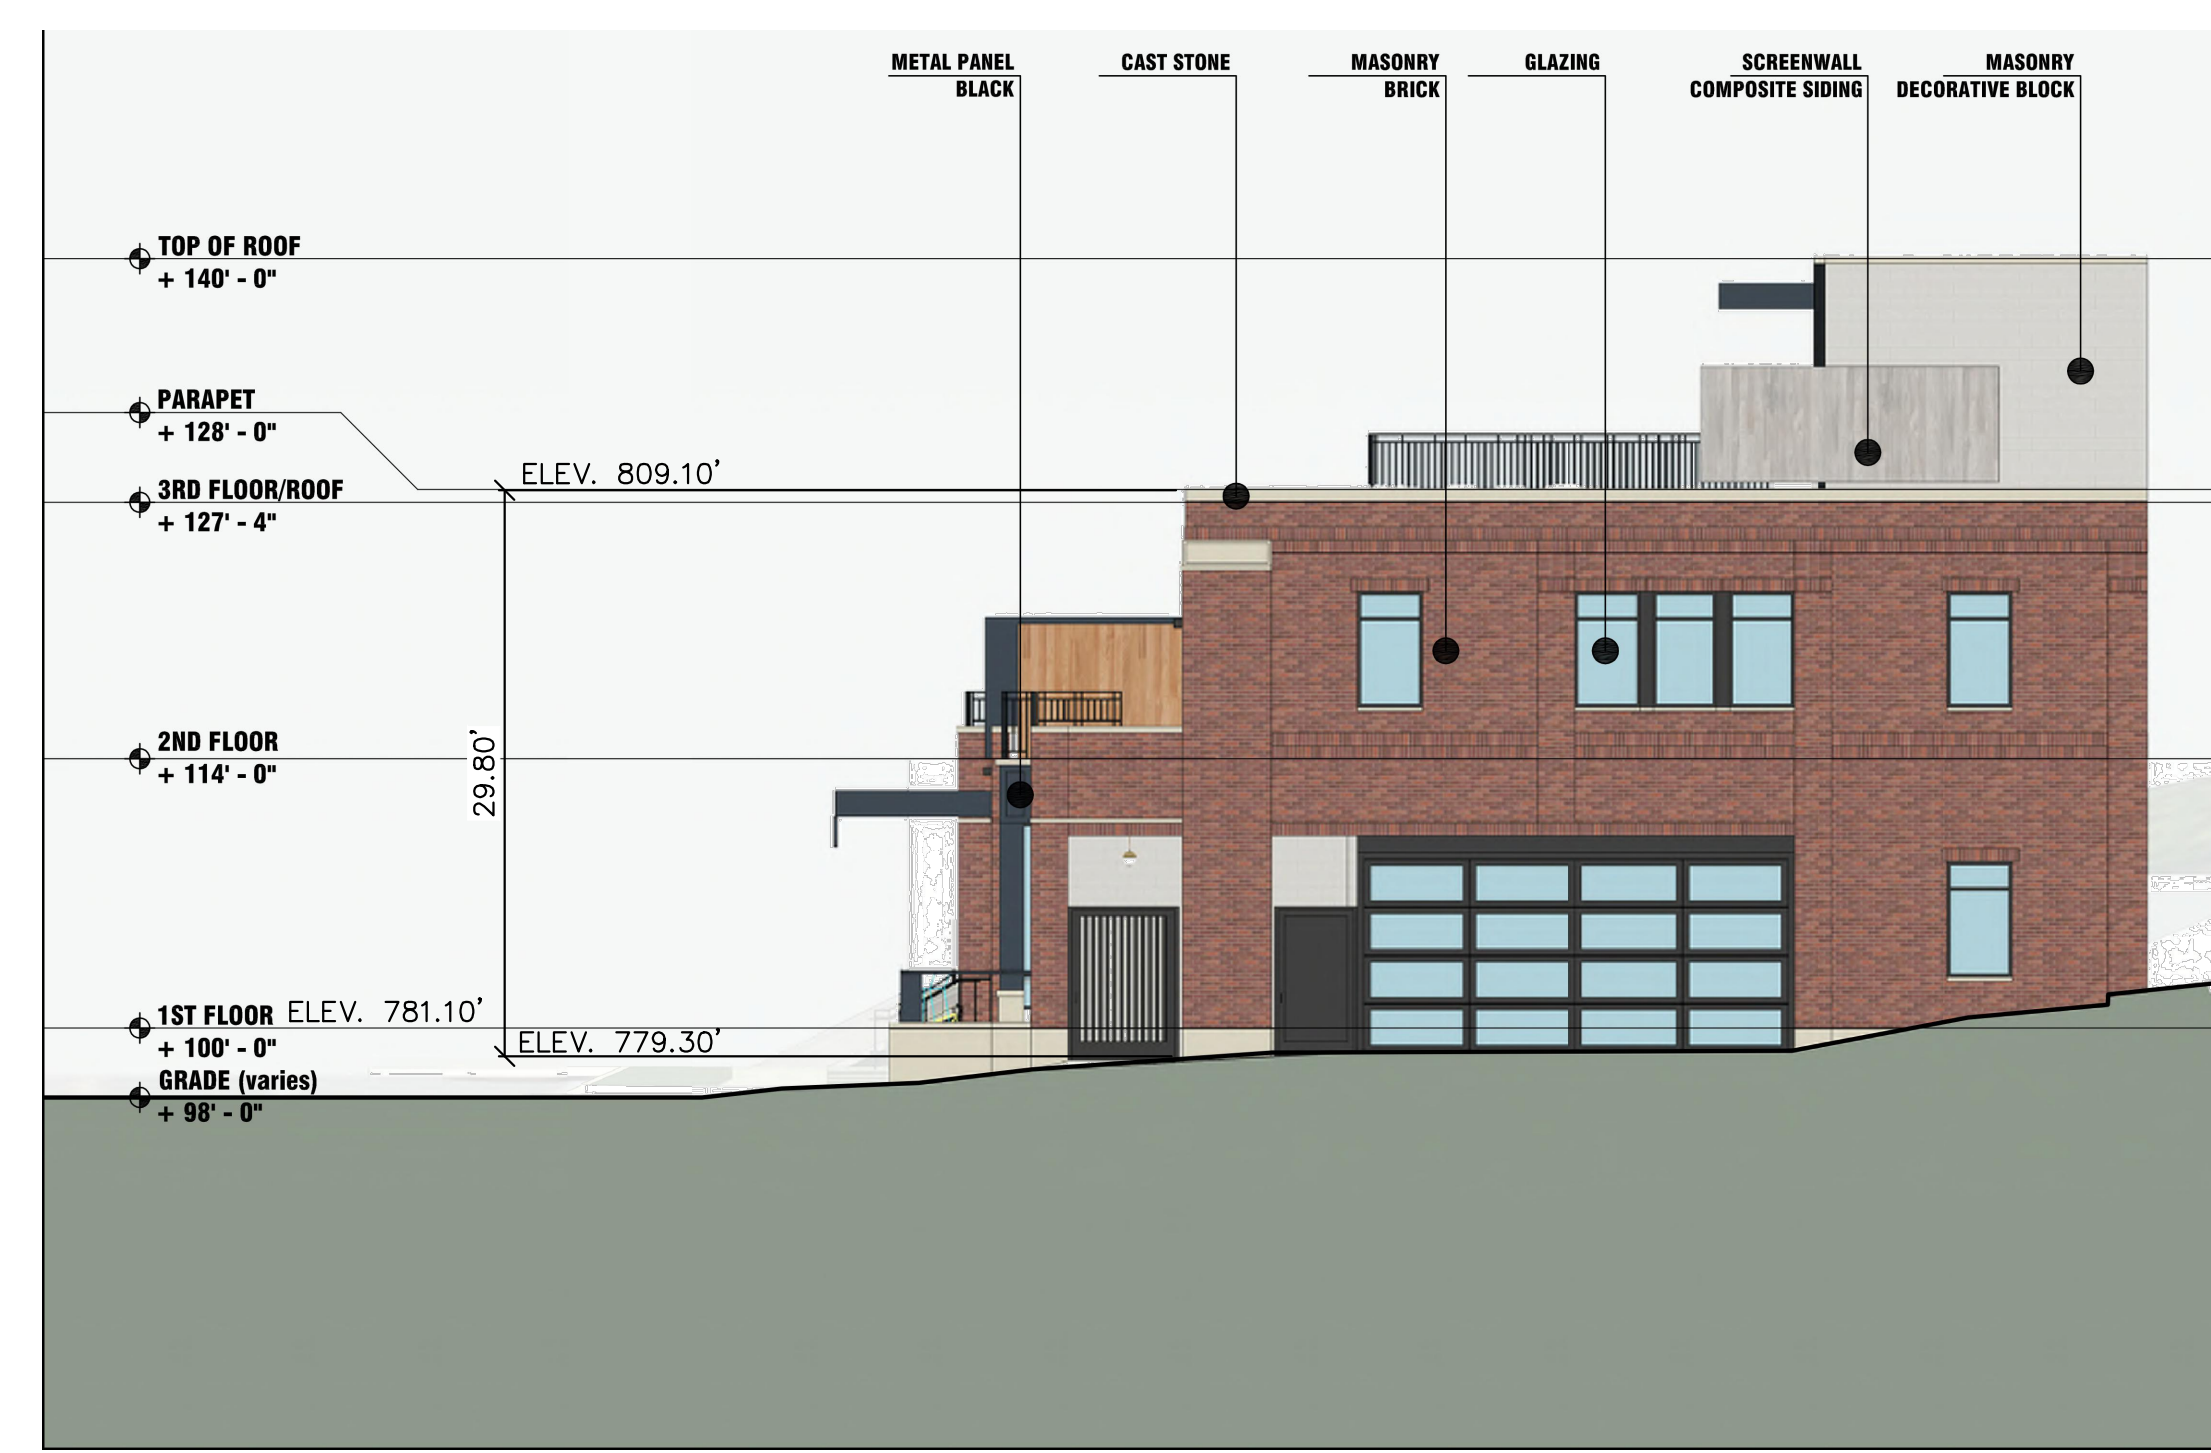 METAL PANEL
BLACK
CAST STONE
MASONRY
BRICK
GLAZING
SCREENWALL
COMPOSITE SIDING
MASONRY
DECORATIVE BLOCK
TOP OF ROOF
+ 140' - 0"
PARAPET
+ 128' - 0"
ELEV. 809.10'
3RD FLOOR/ROOF
+ 127' - 4"
2ND FLOOR
+ 114' - 0"
29.80'
1ST FLOOR ELEV. 781.10'
+ 100' - 0"
ELEV. 779.30'
GRADE (varies)
+ 98' - 0"